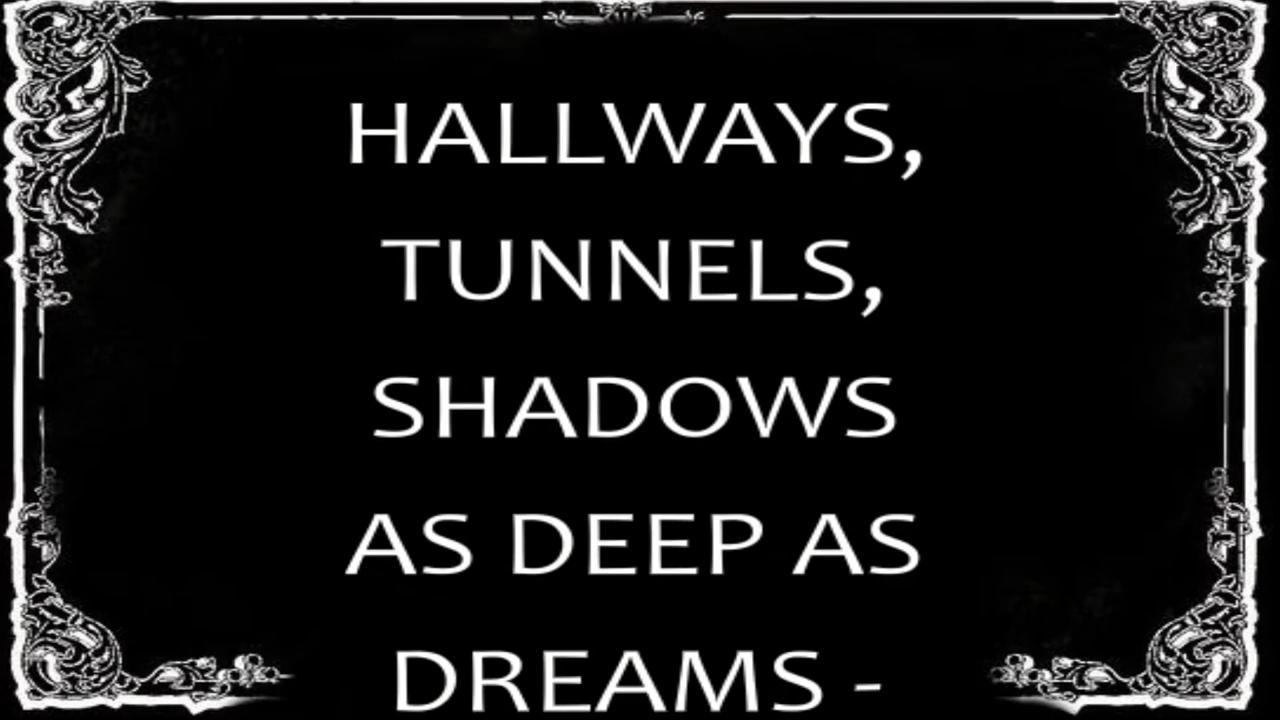 HALLWAYS,
TUNNELS,
SHADOWS
AS DEEP AS
DREAMS -